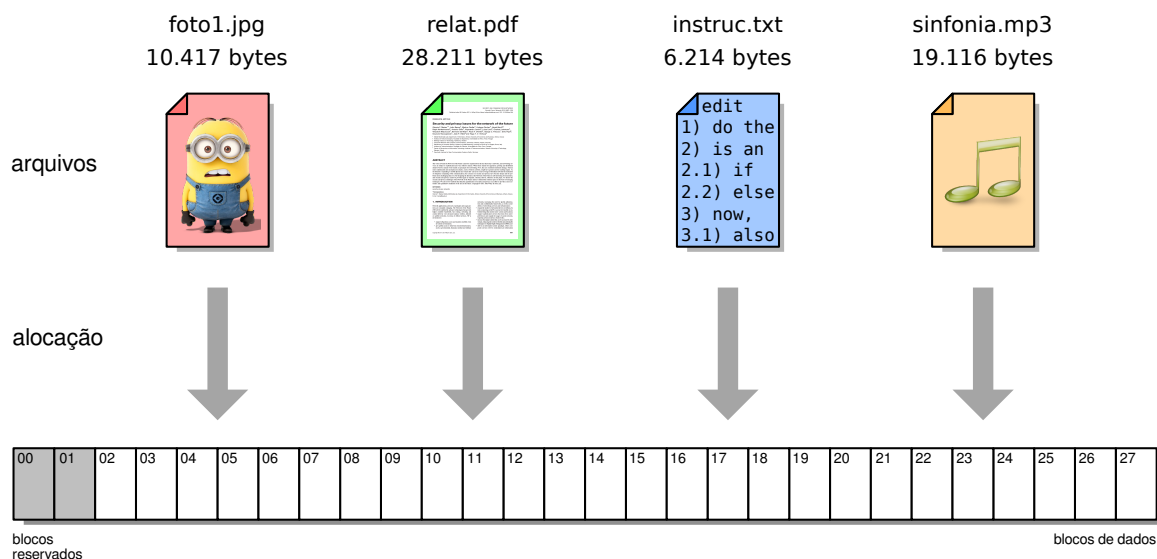 foto1.jpg
10.417 bytes
relat.pdf
28.211 bytes
instruc.txt
6.214 bytes
sinfonia.mp3
19.116 bytes
arquivos
ABSTRACT
1. INTRODUCTION
edit
1) do the
2) is an
2.1) if
2.2) else
3) now,
3.1) also
alocação
00 01 02 03 04 05 06 07 08 09 10 11 12 13 14 15 16 17 18 19 20 21 22 23 24 25 26 27
blocos
reservados
blocos de dados